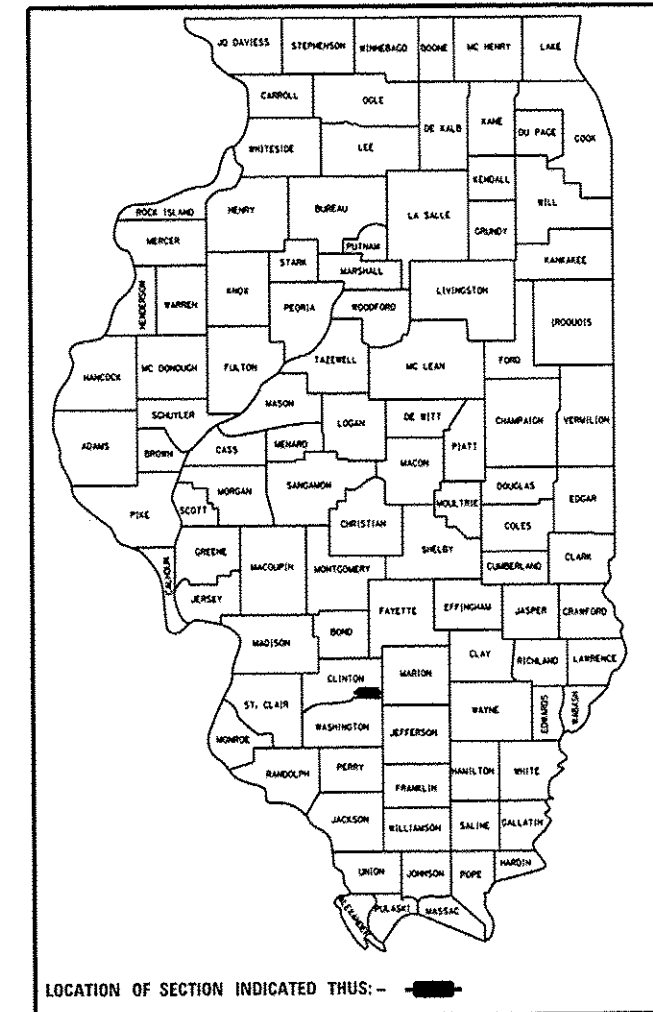 JO DAVIESS STEPHENSON WINNEBAGO BOONE MC HENRY LAKE
CARROLL OGLE DE KALB KANE DU PAGE COOK
WHITESIDE LEE KENDALL WILL
ROCK ISLAND HENRY BUREAU LA SALLE GRUNDY
MERCER PUTNAM KANKAKEE
STARK MARSHALL
HENDERSON WARREN KNOX PEORIA WOODFORD LIVINGSTON IROQUOIS
HANCOCK MC DONOUGH FULTON TAZEWELL MC LEAN FORD
SCHUYLER MASON LOGAN DE WITT CHAMPAIGN VERMILION
ADAMS BROWN CASS MENARD MACON PIATT
PIKE SCOTT MORGAN SANGAMON CHRISTIAN MOULTRIE DOUGLAS EDGAR
COLES
CALHOUN GREENE MACOUPIN MONTGOMERY SHELBY CUMBERLAND CLARK
JERSEY FAYETTE EFFINGHAM JASPER CRAWFORD
MADISON BOND
CLINTON MARION CLAY RICHLAND LAWRENCE
ST. CLAIR WAYNE EDWARDS WABASH
MONROE WASHINGTON JEFFERSON
RANDOLPH PERRY HAMILTON WHITE
FRANKLIN
JACKSON WILLIAMSON SALINE GALLATIN
UNION JOHNSON POPE HARDIN
ALEXANDER PULASKI MASSAC
LOCATION OF SECTION INDICATED THUS: -